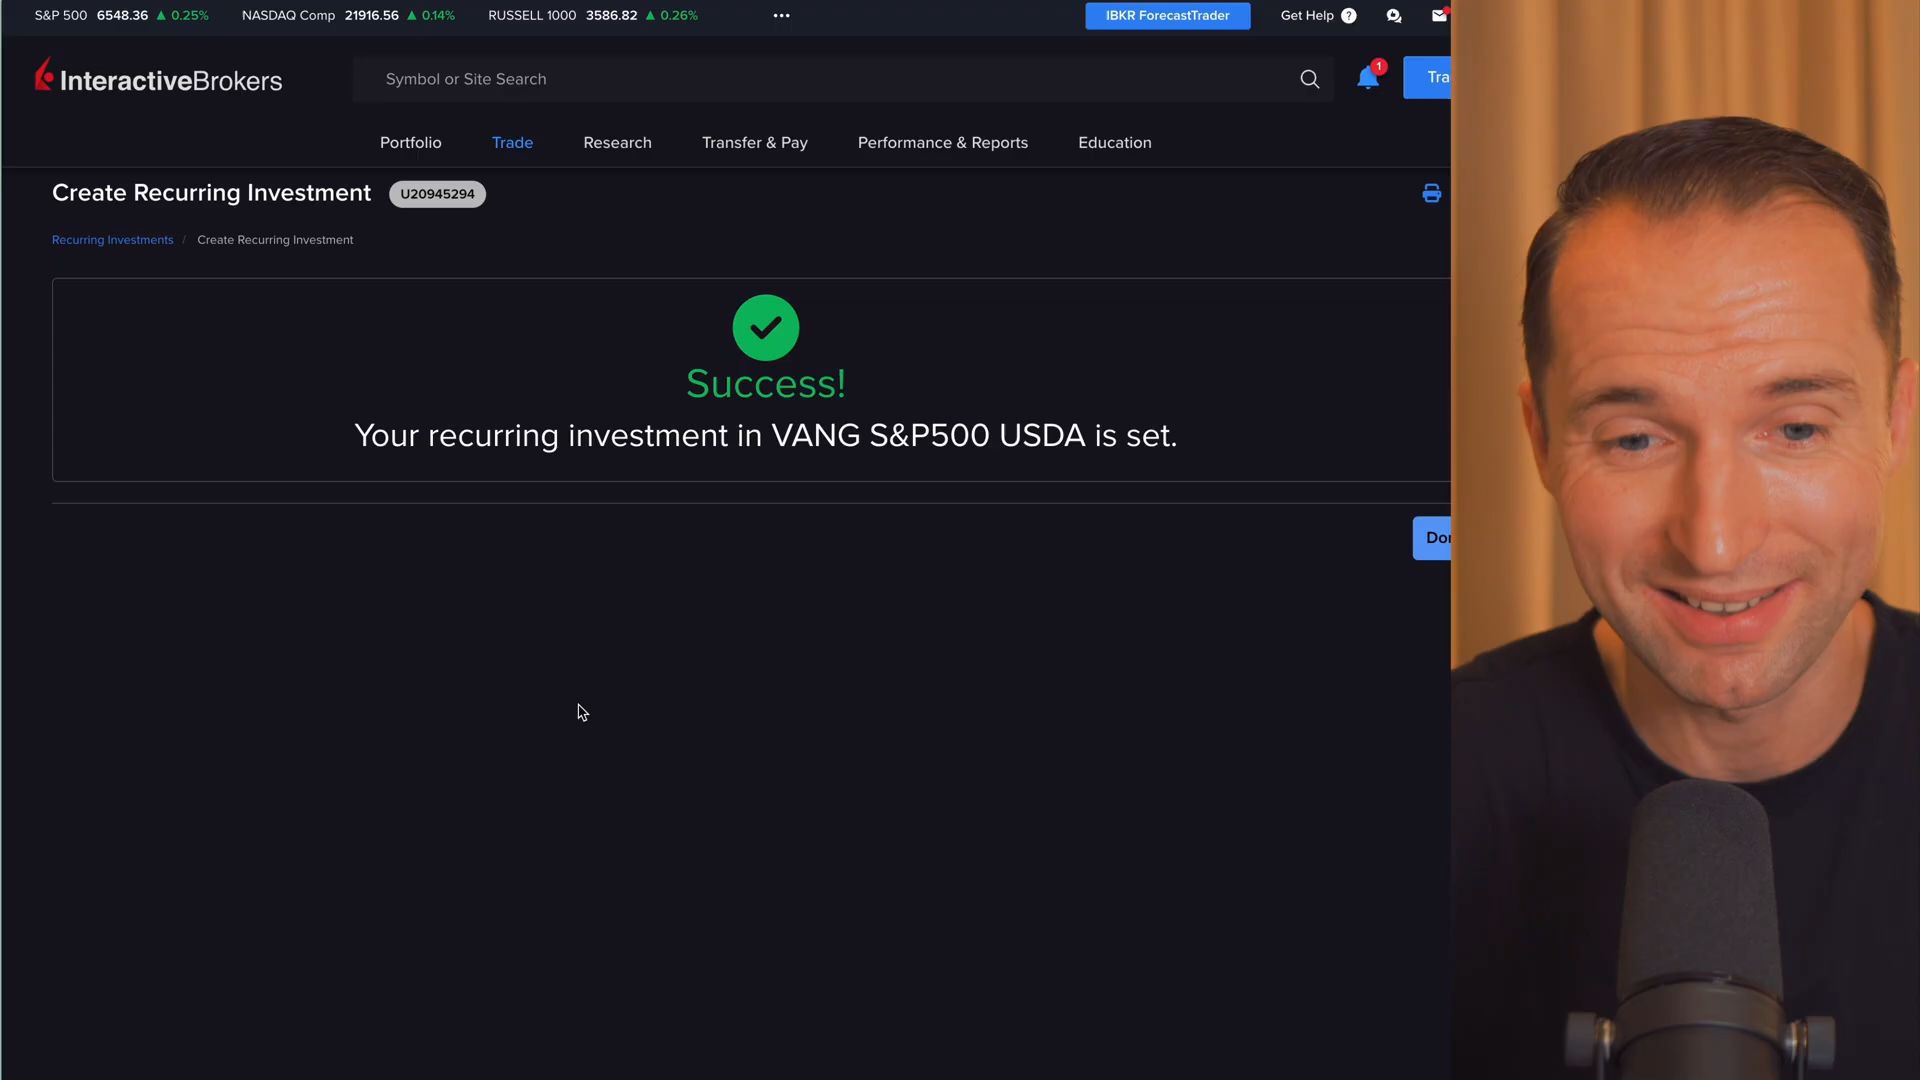 S&P 500 6548.36 ▲ 0.25% NASDAQ Comp 21916.56 ▲ 0.14% RUSSELL 1000 3586.82 ▲ 0.26% ••• IBKR ForecastTrader Get Help ?
InteractiveBrokers Symbol or Site Search 1 Tra
Portfolio Trade Research Transfer & Pay Performance & Reports Education
Create Recurring Investment U20945294
Recurring Investments / Create Recurring Investment
Success!
Your recurring investment in VANG S&P500 USDA is set.
Don